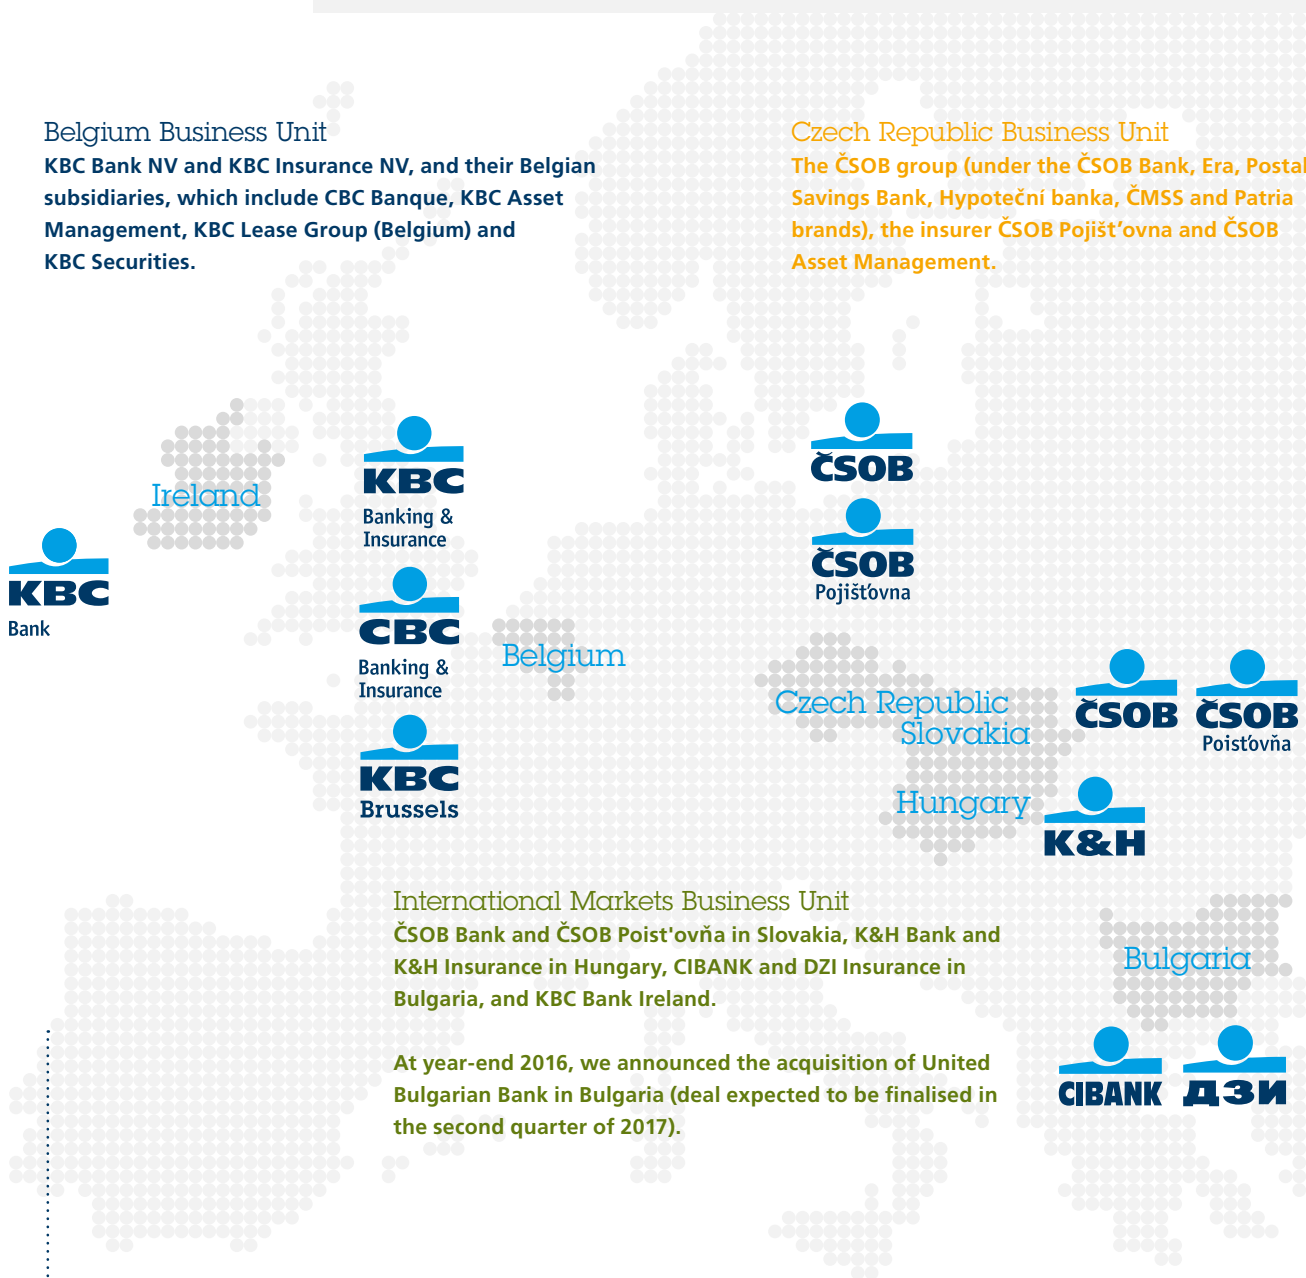 Belgium Business Unit
KBC Bank NV and KBC Insurance NV, and their Belgian
subsidiaries, which include CBC Banque, KBC Asset
Management, KBC Lease Group (Belgium) and
KBC Securities.
Czech Republic Business Unit
The ČSOB group (under the ČSOB Bank, Era, Postal
Savings Bank, Hypoteční banka, ČMSS and Patria
brands), the insurer ČSOB Pojišt’ovna and ČSOB
Asset Management.
Ireland
KBC
Bank
KBC
Banking &
Insurance
CBC
Banking &
Insurance
KBC
Brussels
Belgium
ČSOB
ČSOB
Pojišťovna
Czech Republic
Slovakia
ČSOB
ČSOB
Poisťovňa
Hungary
K&H
International Markets Business Unit
ČSOB Bank and ČSOB Poist'ovňa in Slovakia, K&H Bank and
K&H Insurance in Hungary, CIBANK and DZI Insurance in
Bulgaria, and KBC Bank Ireland.
At year-end 2016, we announced the acquisition of United
Bulgarian Bank in Bulgaria (deal expected to be finalised in
the second quarter of 2017).
Bulgaria
CIBANK
ДЗИ